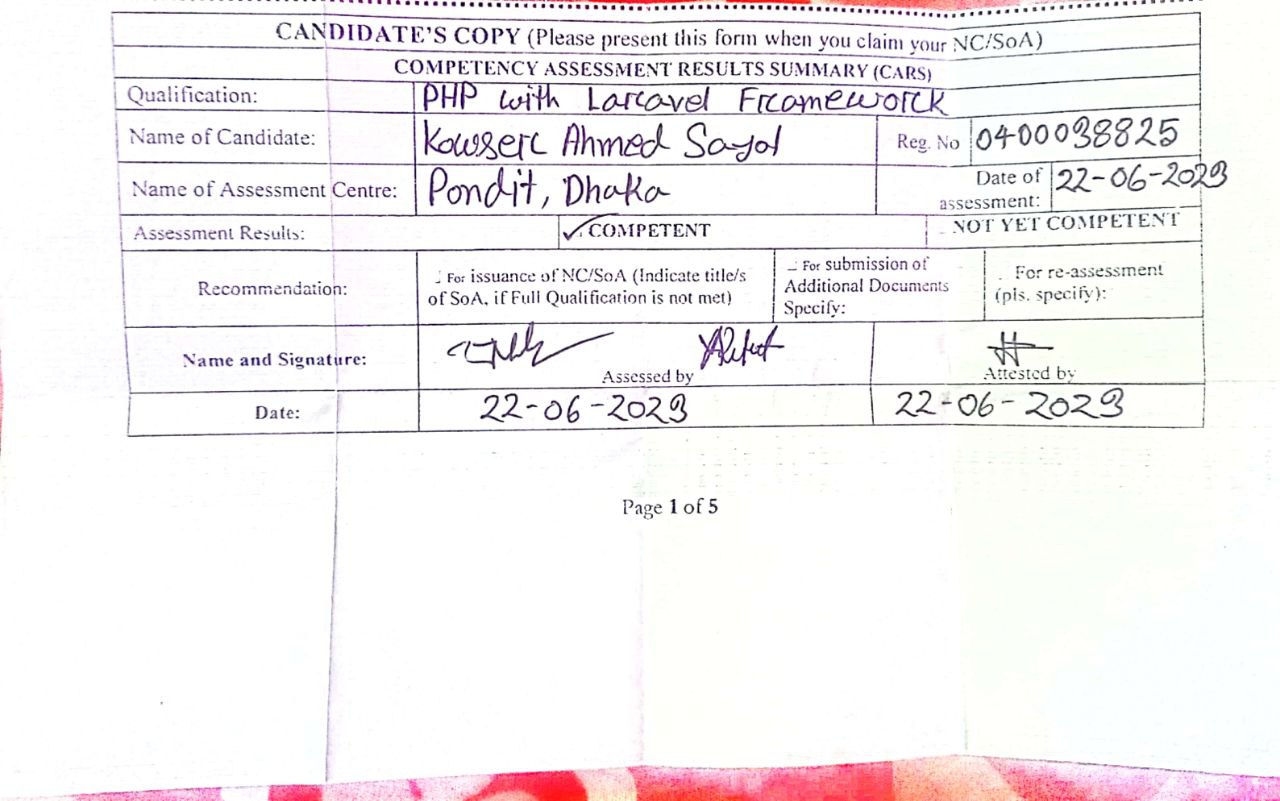 CANDIDATE'S COPY (Please present this form when you claim your NC/SoA)
COMPETENCY ASSESSMENT RESULTS SUMMARY (CARS)
Qualification: PHP with Laravel Framework
Name of Candidate: Kowser Ahmed Sayol Reg. No 0400038825
Name of Assessment Centre: Pondit, Dhaka Date of assessment: 22-06-2023
Assessment Results: COMPETENT NOT YET COMPETENT
Recommendation: For issuance of NC/SoA (Indicate title/s
of SoA, if Full Qualification is not met)
For submission of
Additional Documents
Specify:
For re-assessment
(pls. specify):
Name and Signature:
Assessed by
Attested by
Date: 22-06-2023 22-06-2023
Page 1 of 5